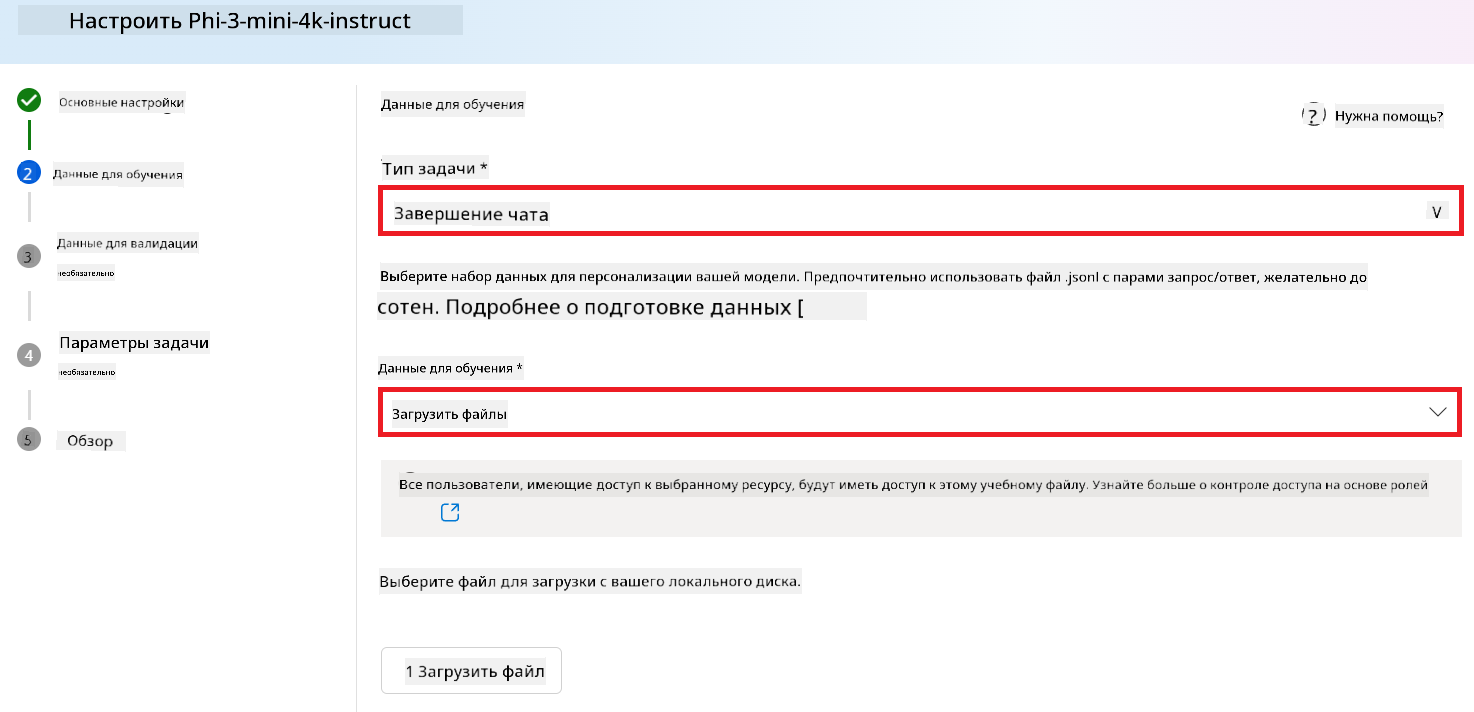 Настроить Phi-3-mini-4k-instruct
Основные настройки
2 Данные для обучения
3 Данные для валидации
необязательно
4 Параметры задачи
необязательно
5 Обзор
Данные для обучения
? Нужна помощь?
Тип задачи *
Завершение чата V
Выберите набор данных для персонализации вашей модели. Предпочтительно использовать файл .jsonl с парами запрос/ответ, желательно до
сотен. Подробнее о подготовке данных [
Данные для обучения *
Загрузить файлы
Все пользователи, имеющие доступ к выбранному ресурсу, будут иметь доступ к этому учебному файлу. Узнайте больше о контроле доступа на основе ролей
Выберите файл для загрузки с вашего локального диска.
1 Загрузить файл